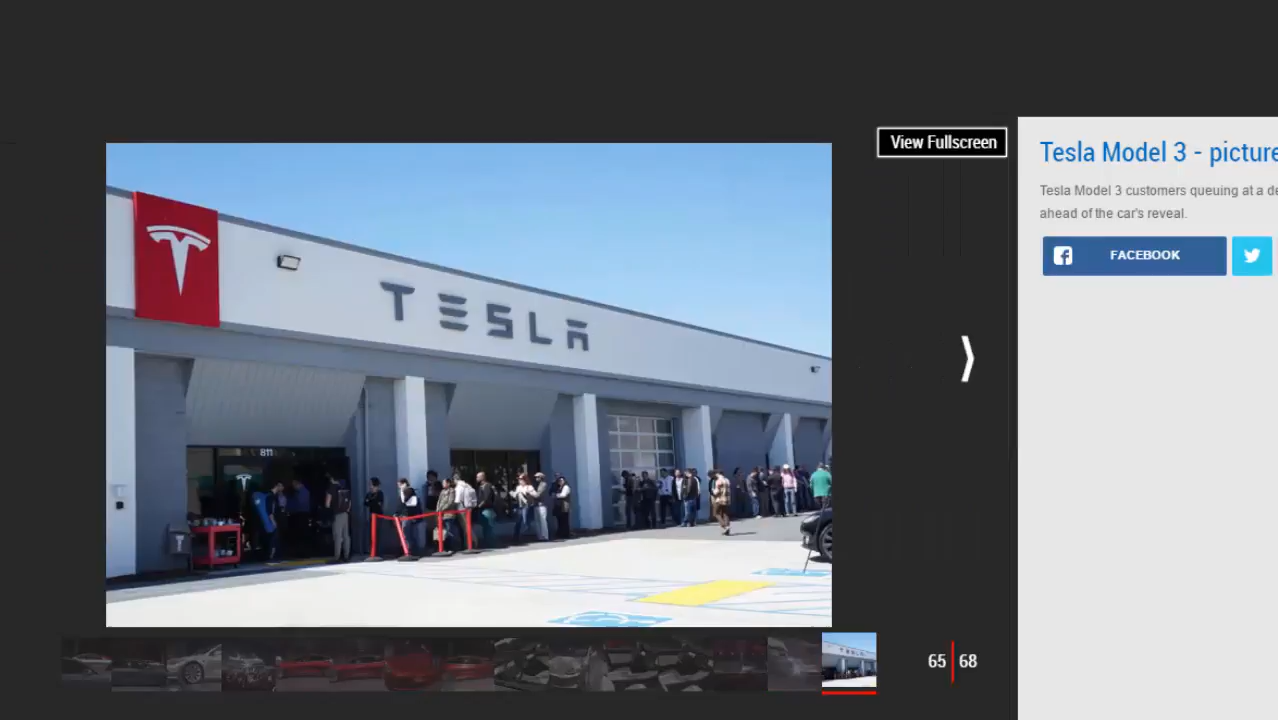 View Fullscreen
Tesla Model 3 - picture
Tesla Model 3 customers queuing at a de
ahead of the car's reveal.
FACEBOOK
TESLA
811
65 68